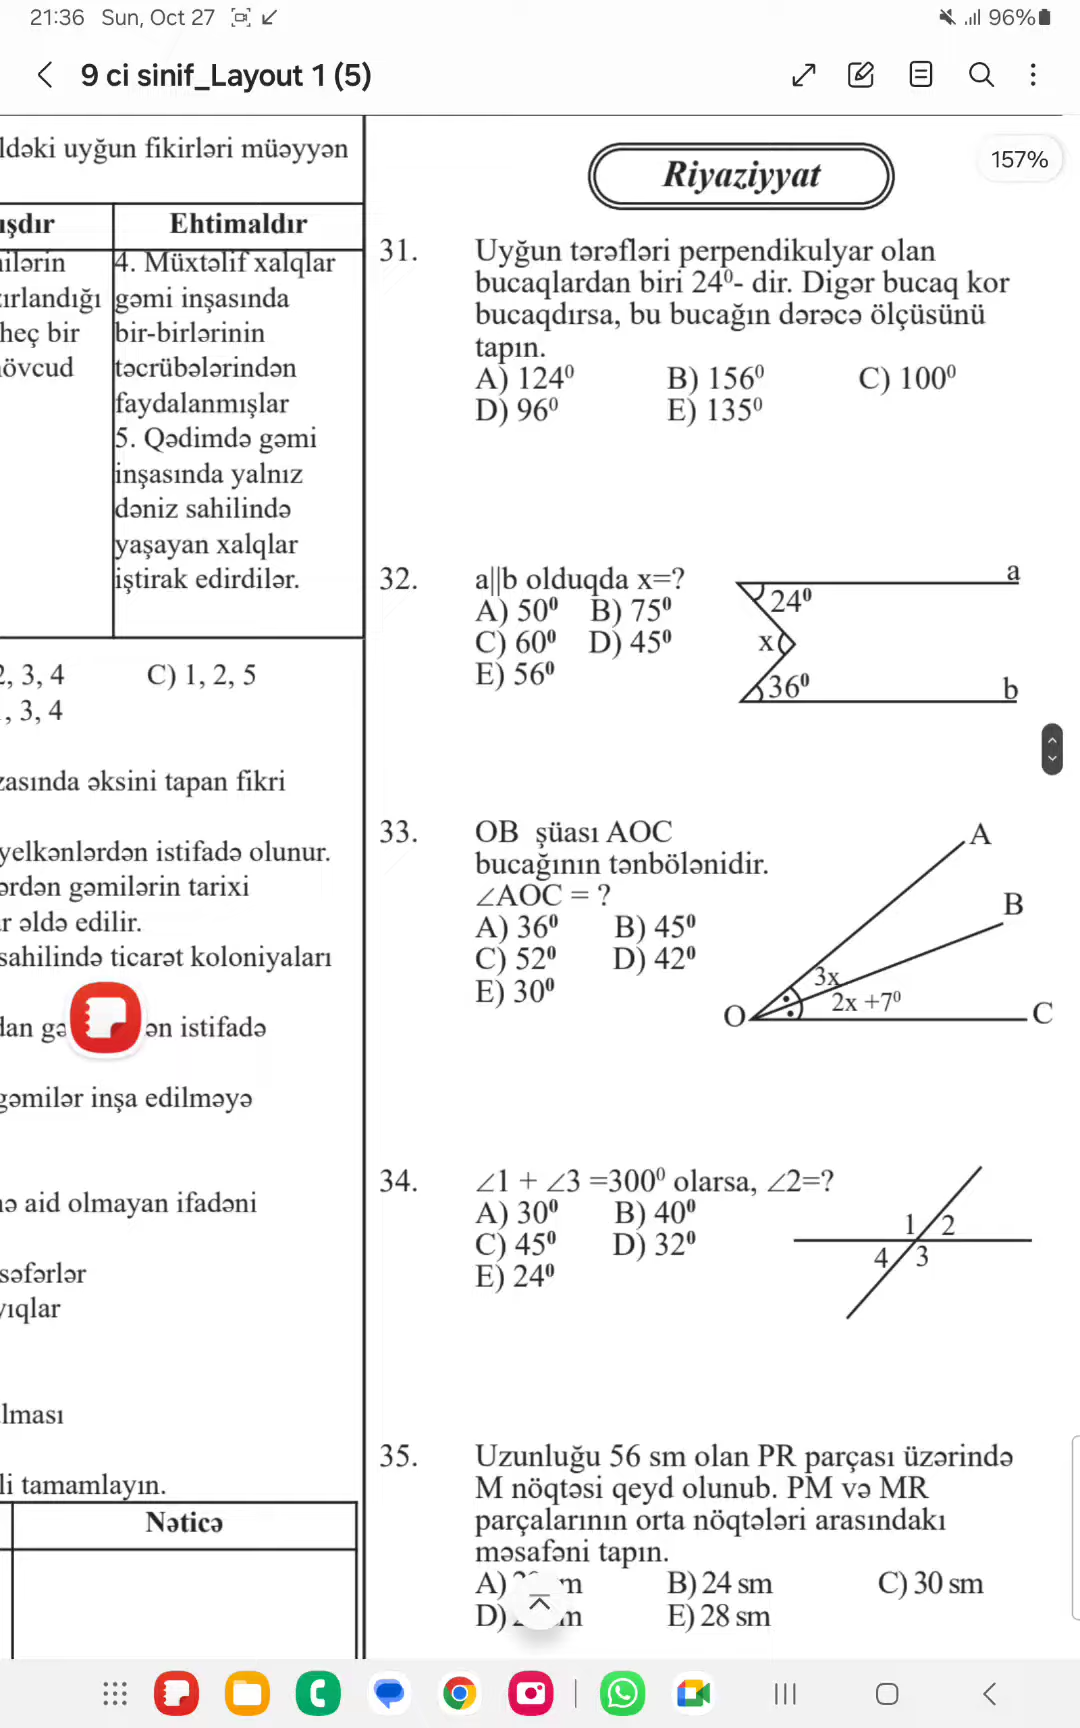 21:36 Sun, Oct 27 96%
9 ci sinif_Layout 1 (5)
157%
ldəki uyğun fikirləri müəyyən
Ehtimaldır
4. Müxtəlif xalqlar
gəmi inşasında
heç bir
bir-birlərinin
təcrübələrindən
faydalanmışlar
5. Qədimdə gəmi
inşasında yalnız
dəniz sahilində
yaşayan xalqlar
iştirak edirdilər.
, 3, 4 C) 1, 2, 5
, 3, 4
əksini tapan fikri
yelkənlərdən istifadə olunur.
gəmilərin tarixi
əldə edilir.
sahilində ticarət koloniyaları
istifadə
inşa edilməyə
aid olmayan ifadəni
li tamamlayın.
Nəticə
Riyaziyyat
31. Uyğun tərəfləri perpendikulyar olan
bucaqlardan biri 24⁰- dir. Digər bucaq kor
bucaqdırsa, bu bucağın dərəcə ölçüsünü
tapın.
A) 124⁰ B) 156⁰ C) 100⁰
D) 96⁰ E) 135⁰
32. a||b olduqda x=?
A) 50⁰ B) 75⁰
C) 60⁰ D) 45⁰
E) 56⁰
a
24⁰
x
36⁰
b
33. OB şüası AOC
bucağının tənbölənidir.
∠AOC = ?
A) 36⁰ B) 45⁰
C) 52⁰ D) 42⁰
E) 30⁰
A
B
3x
2x +7⁰
O C
34. ∠1 + ∠3 =300⁰ olarsa, ∠2=?
A) 30⁰ B) 40⁰
C) 45⁰ D) 32⁰
E) 24⁰
1 2
4 3
35. Uzunluğu 56 sm olan PR parçası üzərində
M nöqtəsi qeyd olunub. PM və MR
parçalarının orta nöqtələri arasındakı
məsafəni tapın.
A) B) 24 sm C) 30 sm
D) E) 28 sm